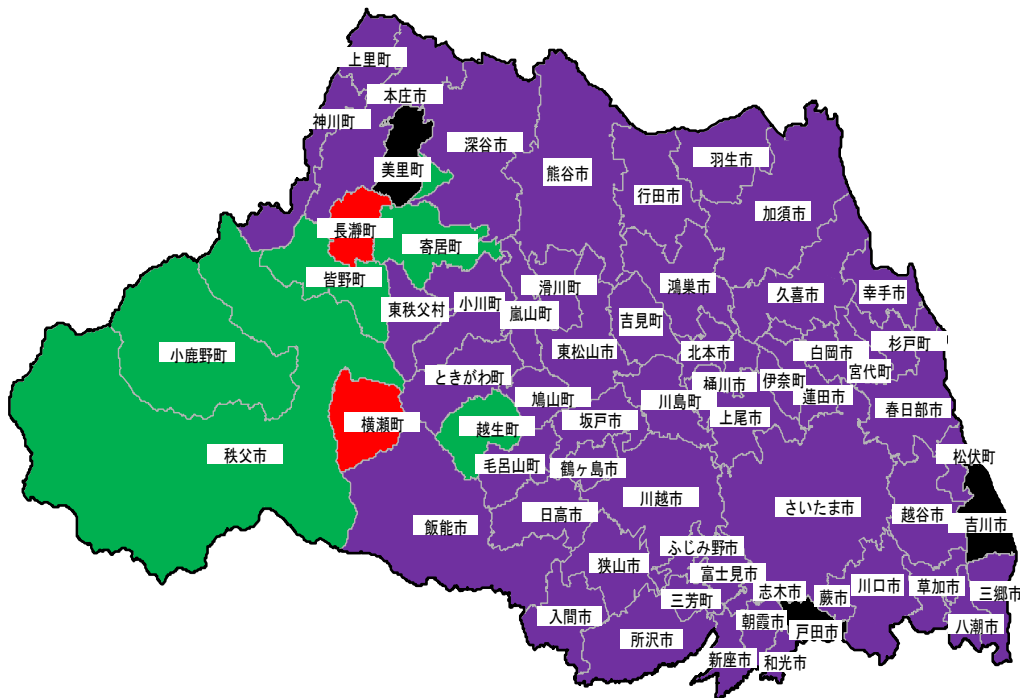 上里町
本庄市
神川町
深谷市
羽生市
美里町
熊谷市
行田市
加須市
長瀞町
寄居町
皆野町
滑川町
鴻巣市
久喜市
幸手市
東秩父村
小川町
嵐山町
吉見町
小鹿野町
東松山市
北本市
白岡市
杉戸町
ときがわ町
桶川市
伊奈町
宮代町
鳩山町
川島町
蓮田市
横瀬町
越生町
坂戸市
上尾市
春日部市
秩父市
毛呂山町
鶴ヶ島市
松伏町
川越市
さいたま市
飯能市
日高市
越谷市
吉川市
ふじみ野市
狭山市
富士見市
志木市
蕨市
川口市
草加市
三郷市
三芳町
入間市
朝霞市
戸田市
八潮市
所沢市
新座市
和光市